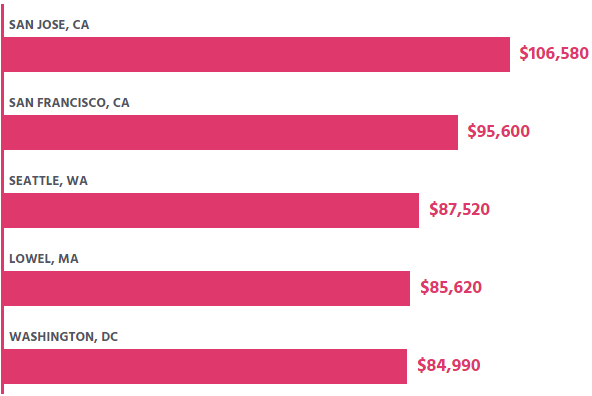 SAN JOSE, CA
$106,580
SAN FRANCISCO, CA
$95,600
SEATTLE, WA
$87,520
LOWEL, MA
$85,620
WASHINGTON, DC
$84,990